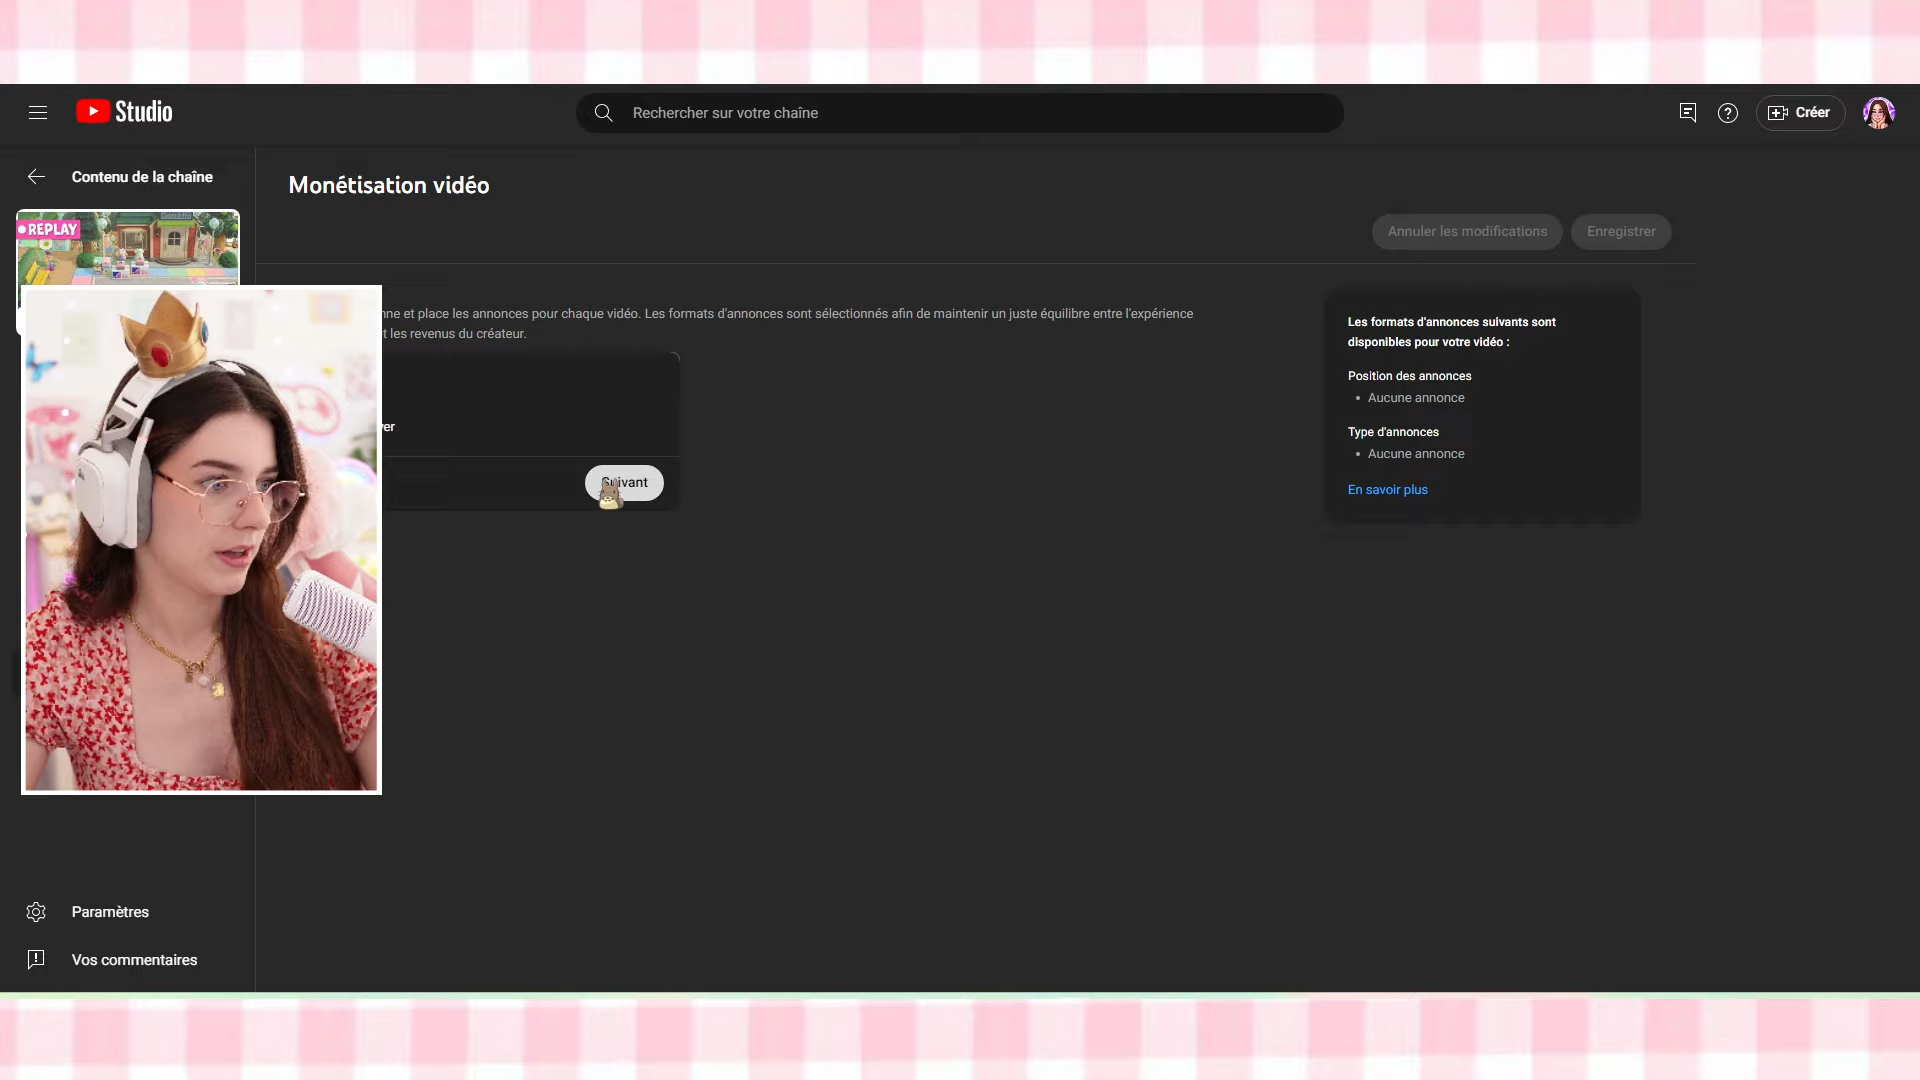 Studio
Rechercher sur votre chaîne
Créer
Contenu de la chaîne
REPLAY
Monétisation vidéo
Annuler les modifications
Enregistrer
et place les annonces pour chaque vidéo. Les formats d'annonces sont sélectionnés afin de maintenir un juste équilibre entre l'expérience
les revenus du créateur.
Suivant
Les formats d'annonces suivants sont
disponibles pour votre vidéo :
Position des annonces
• Aucune annonce
Type d'annonces
• Aucune annonce
En savoir plus
Paramètres
Vos commentaires